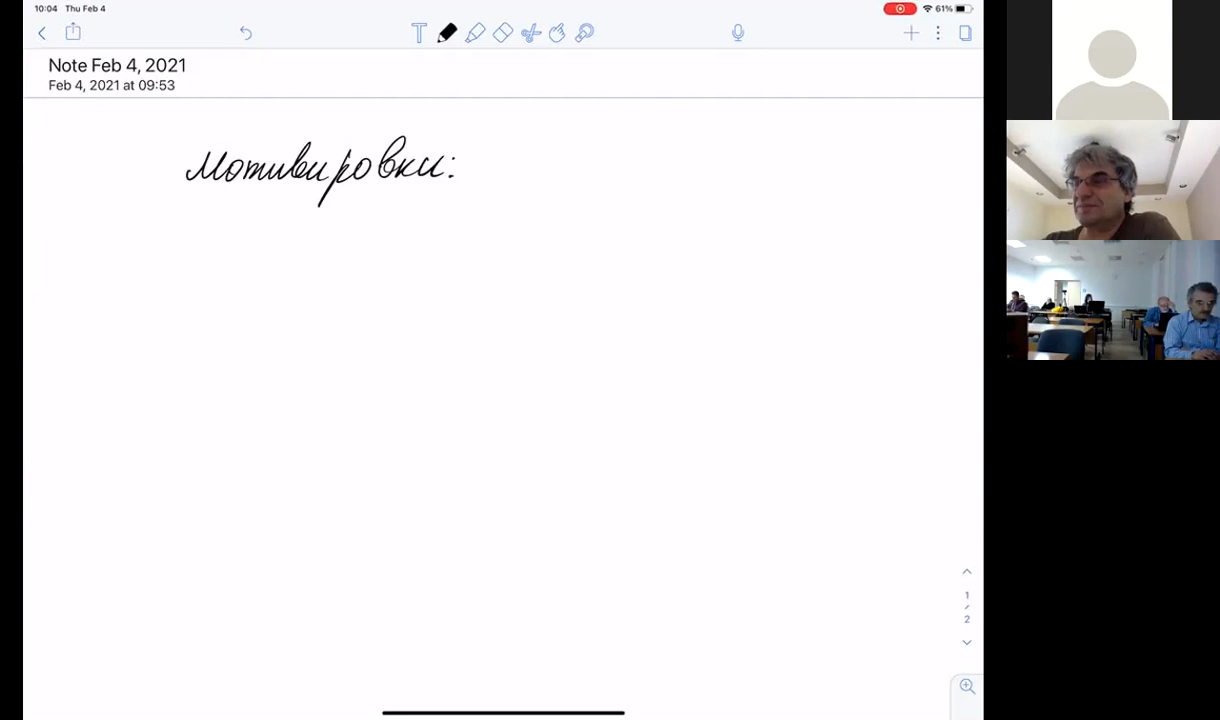 10:04 Thu Feb 4 61%
Note Feb 4, 2021
Feb 4, 2021 at 09:53
мотивировки:
1
/
2